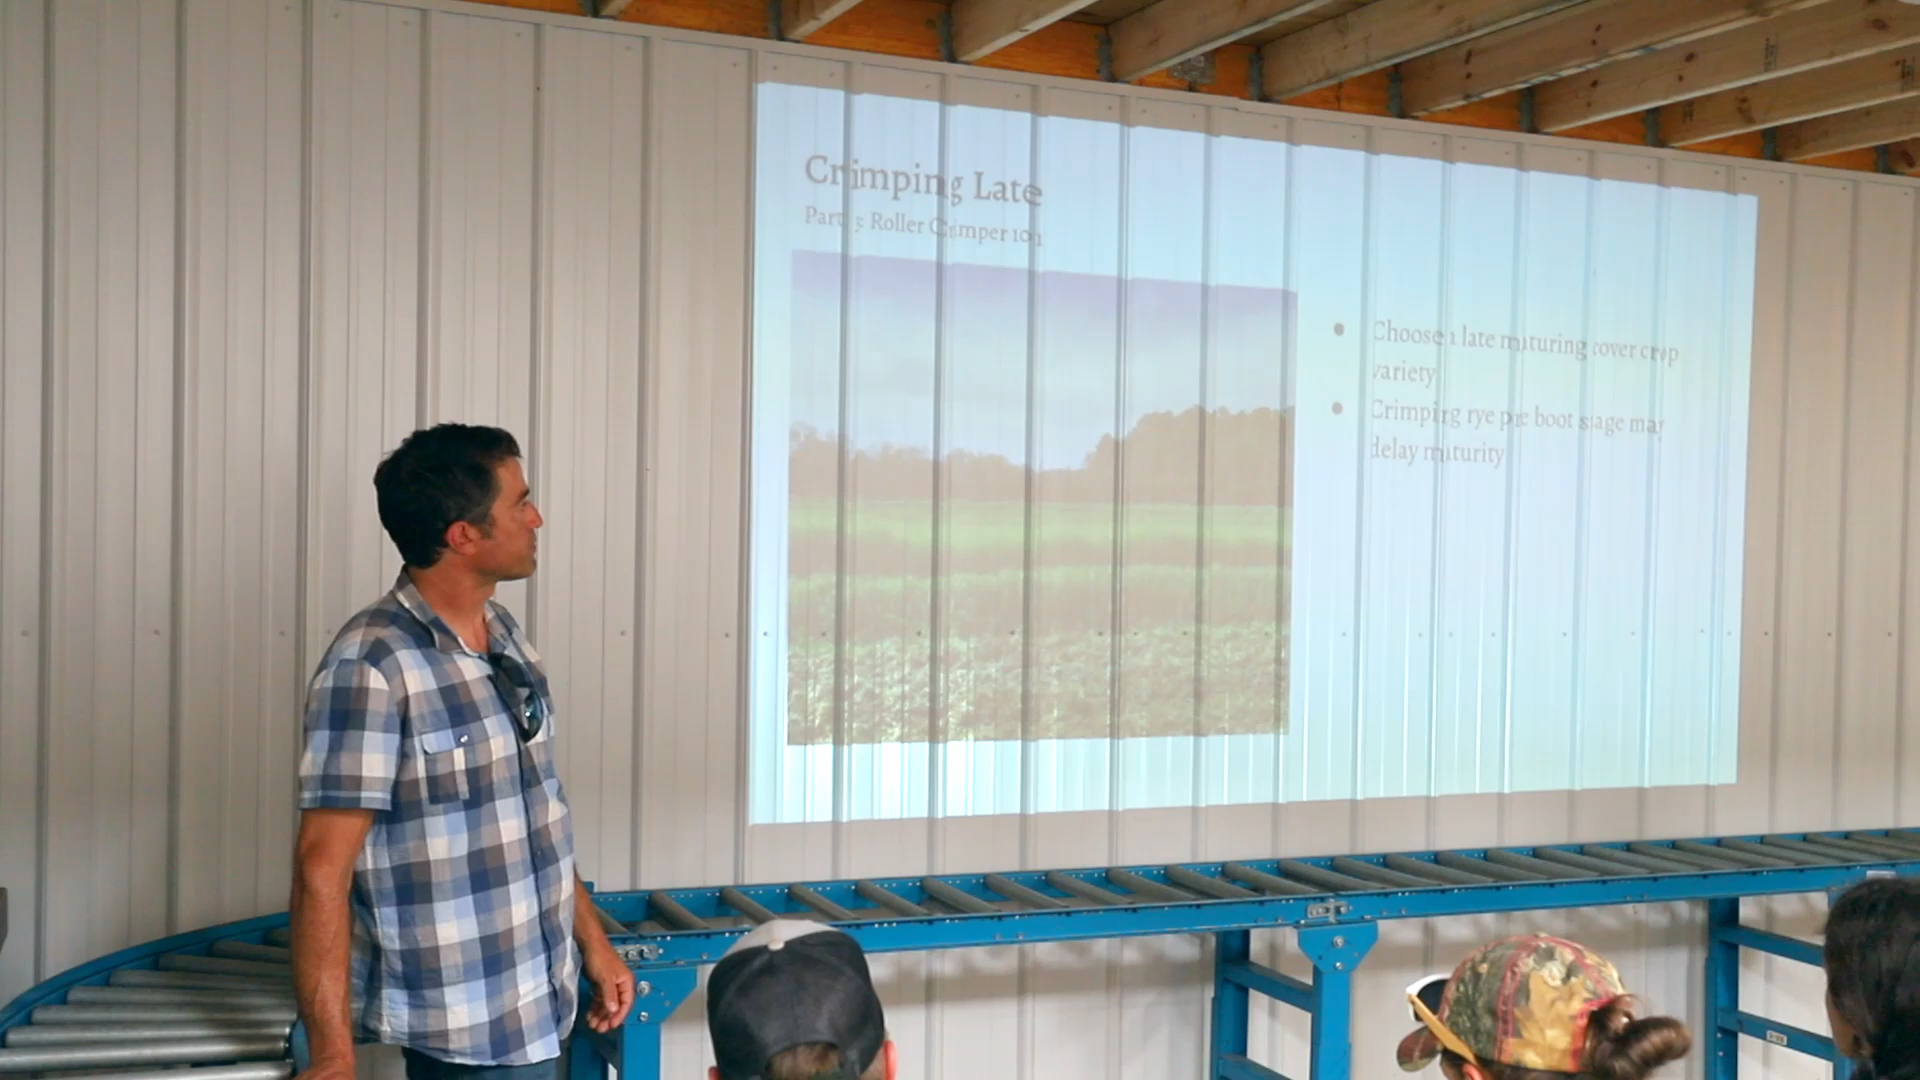 Crimping Late
Part 3 Roller Crimper 101
Choose a late maturing cover crop
variety
Crimping rye pre boot stage may
delay maturity